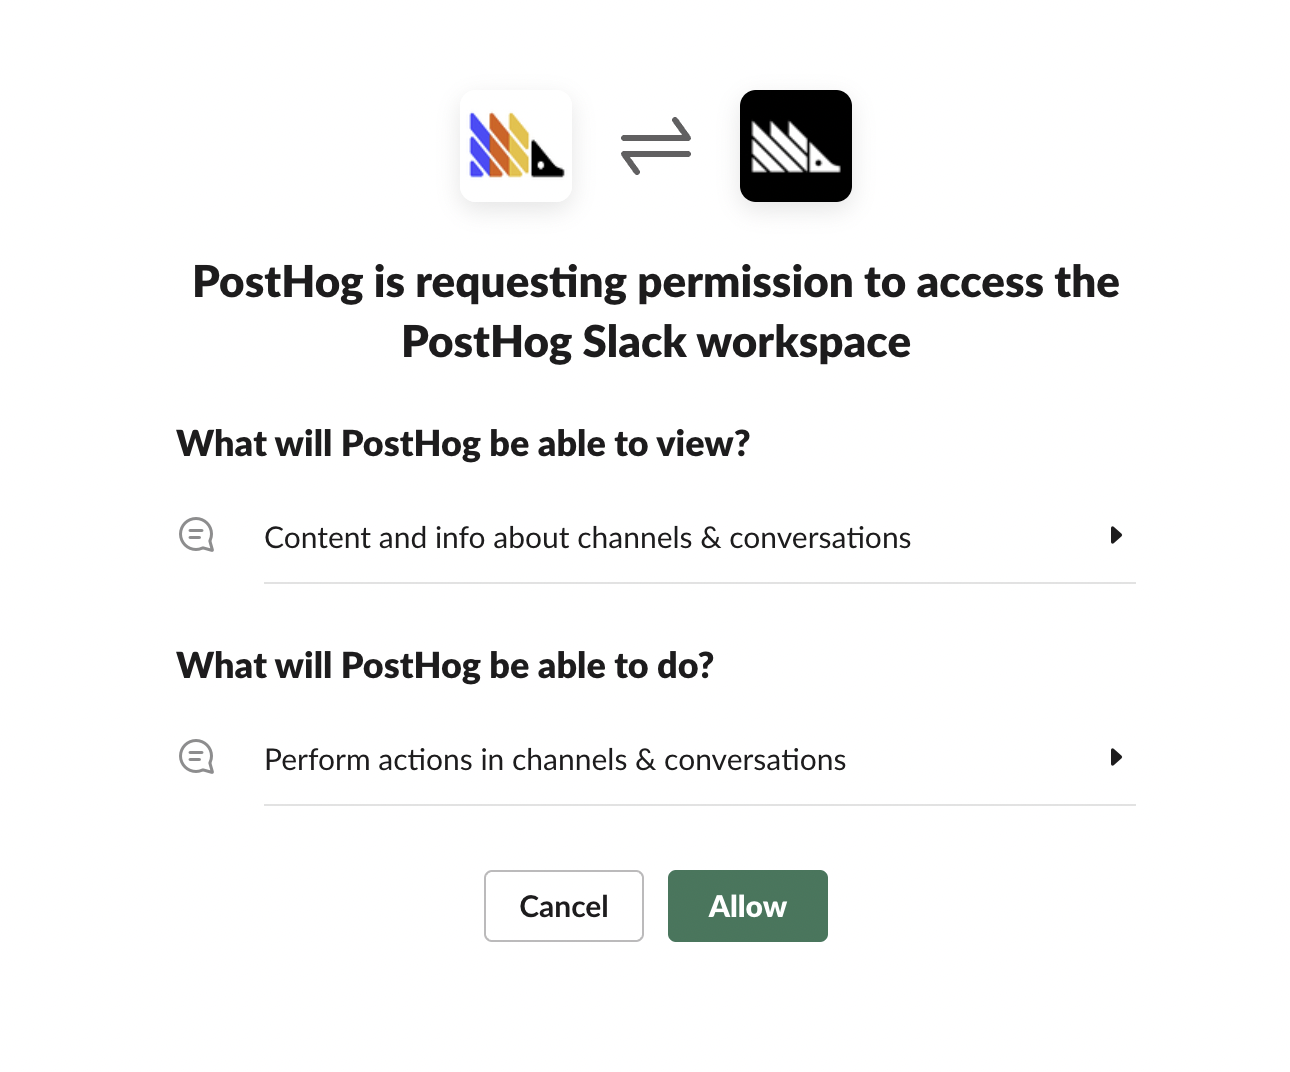 PostHog is requesting permission to access the
PostHog Slack workspace
What will PostHog be able to view?
Content and info about channels & conversations
What will PostHog be able to do?
Perform actions in channels & conversations
Cancel
Allow